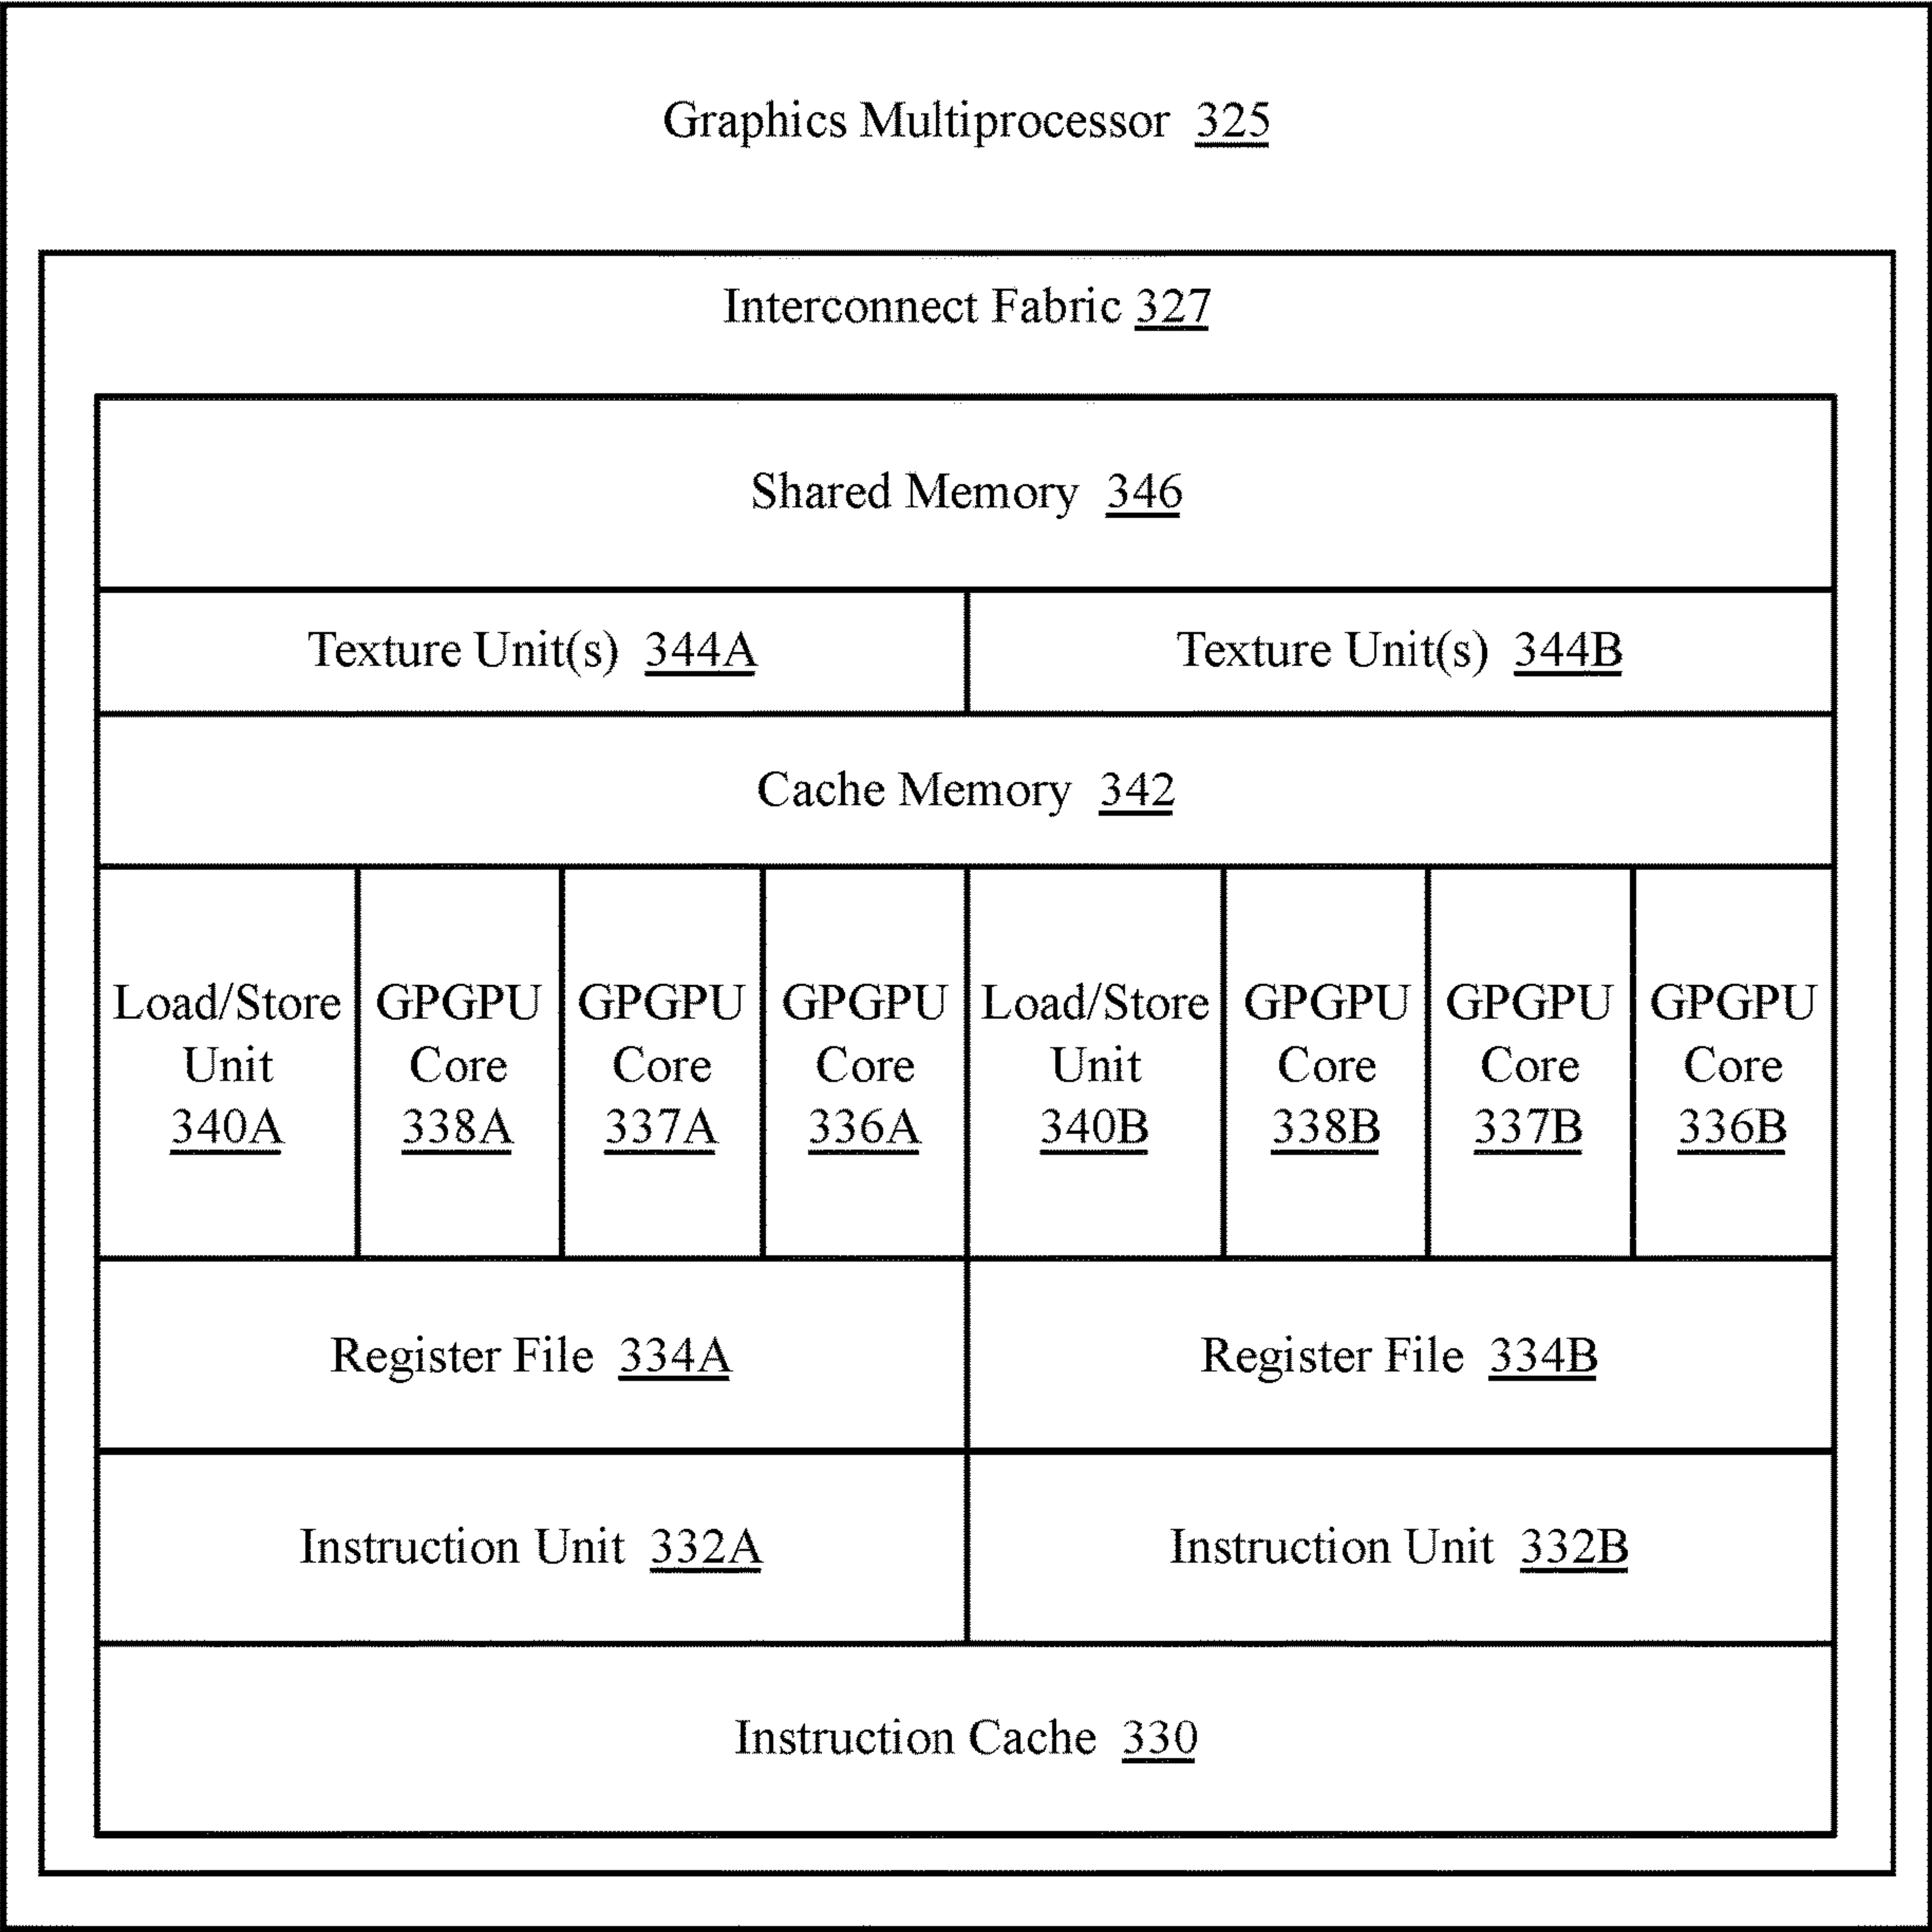 Graphics Multiprocessor 325
Interconnect Fabric 327
Shared Memory 346
Texture Unit(s) 344A
Texture Unit(s) 344B
Cache Memory 342
Load/Store
Unit
340A
GPGPU
Core
338A
GPGPU
Core
337A
GPGPU
Core
336A
Load/Store
Unit
340B
GPGPU
Core
338B
GPGPU
Core
337B
GPGPU
Core
336B
Register File 334A
Register File 334B
Instruction Unit 332A
Instruction Unit 332B
Instruction Cache 330